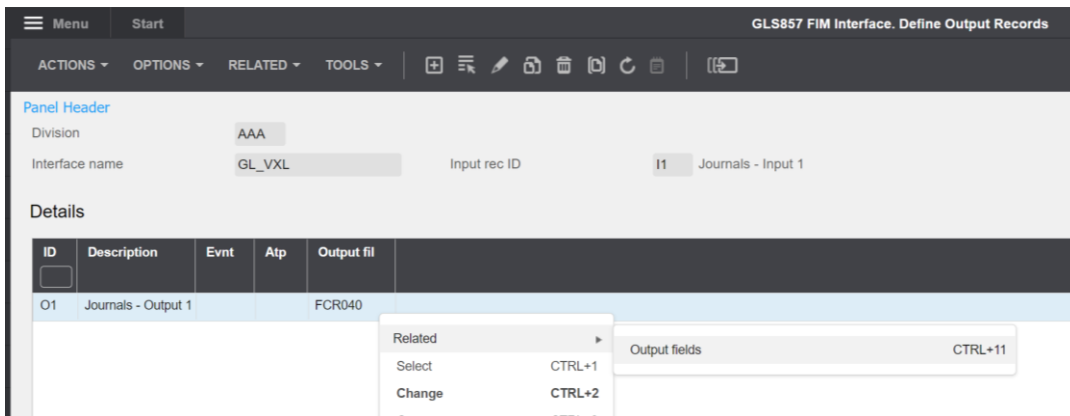 Menu Start GLS857 FIM Interface. Define Output Records
ACTIONS OPTIONS RELATED TOOLS
Panel Header
Division AAA
Interface name GL_VXL Input rec ID I1 Journals - Input 1
Details
ID Description Evnt Atp Output fil
O1 Journals - Output 1 FCR040
Related Output fields CTRL+11
Select CTRL+1
Change CTRL+2